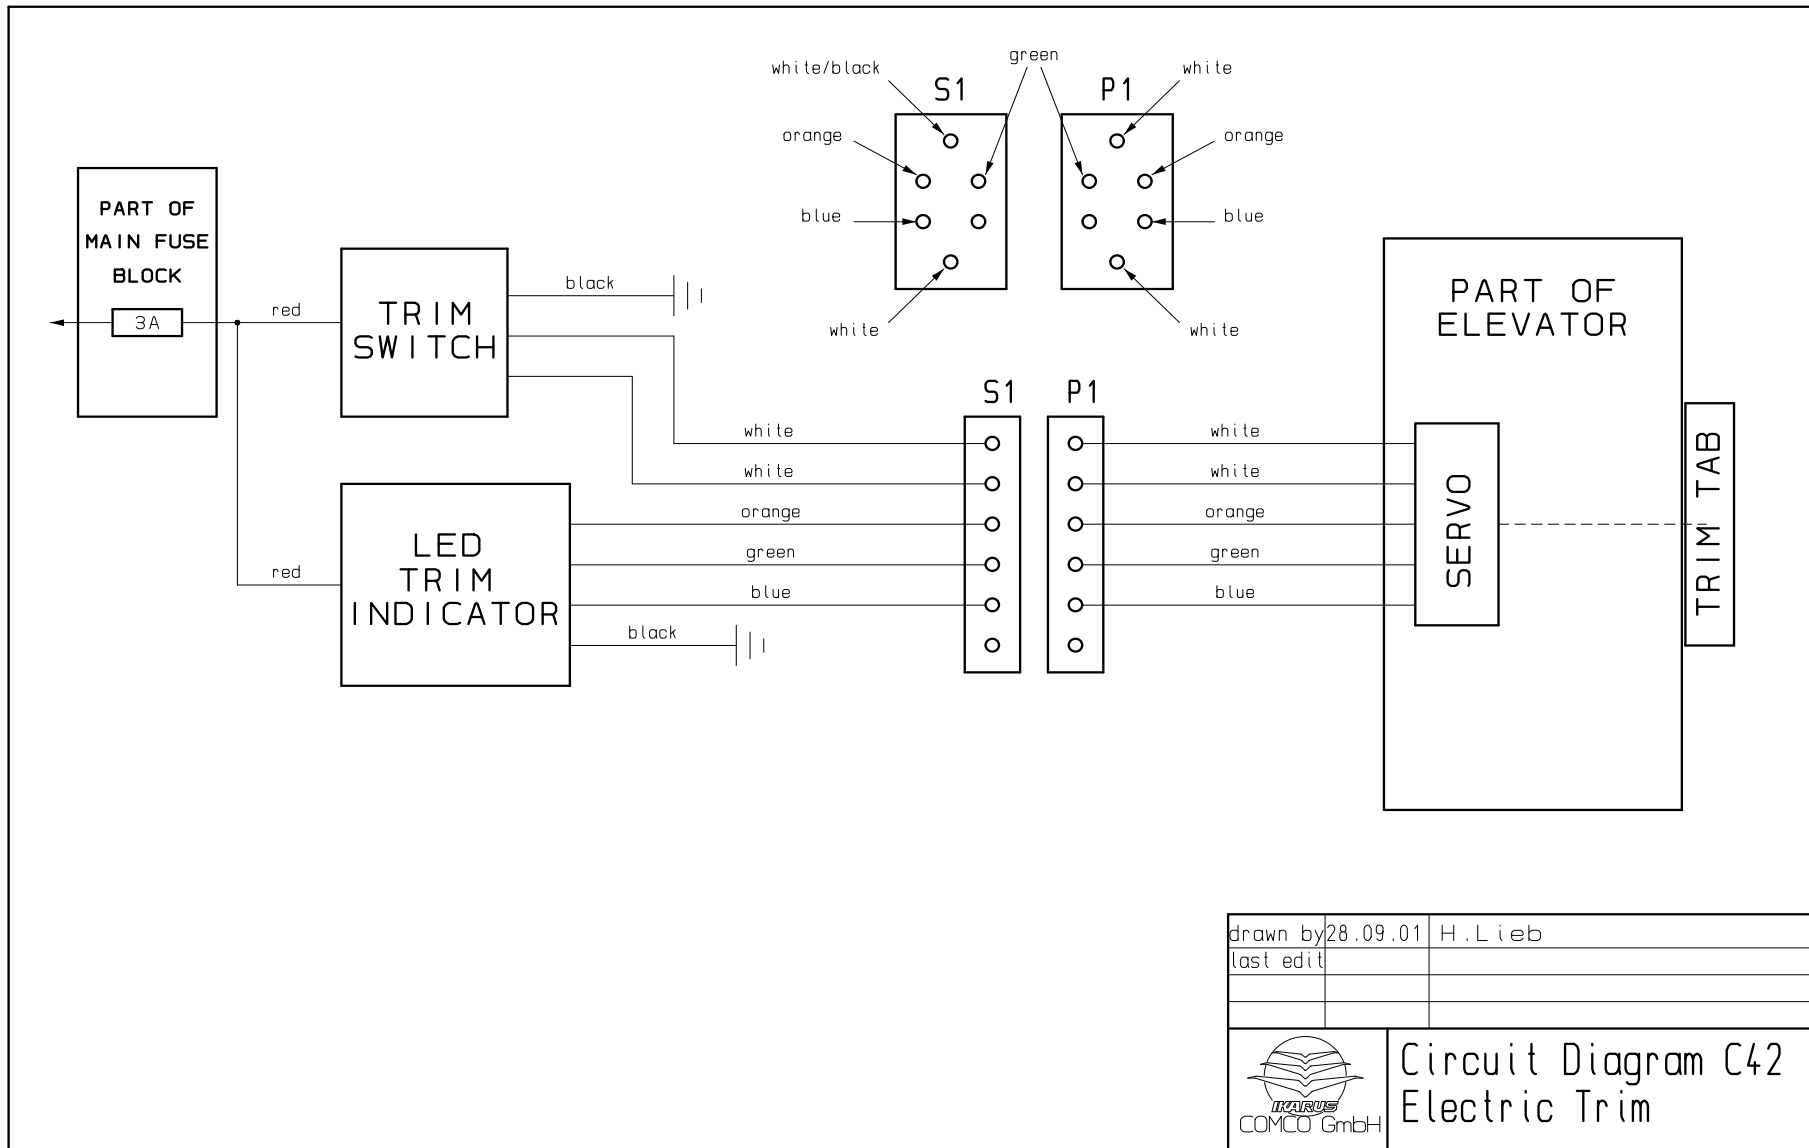 green
white/black
white
S1
P1
orange
orange
blue
blue
white
white
PART OF
MAIN FUSE
BLOCK
3A
red
TRIM
SWITCH
black
PART OF
ELEVATOR
S1
P1
white
white
white
white
orange
orange
green
green
blue
blue
red
LED
TRIM
INDICATOR
black
SERVO
TRIM TAB
drawn by 28.09.01 H.Lieb
last edit
IKARUS
COMCO GmbH
Circuit Diagram C42
Electric Trim